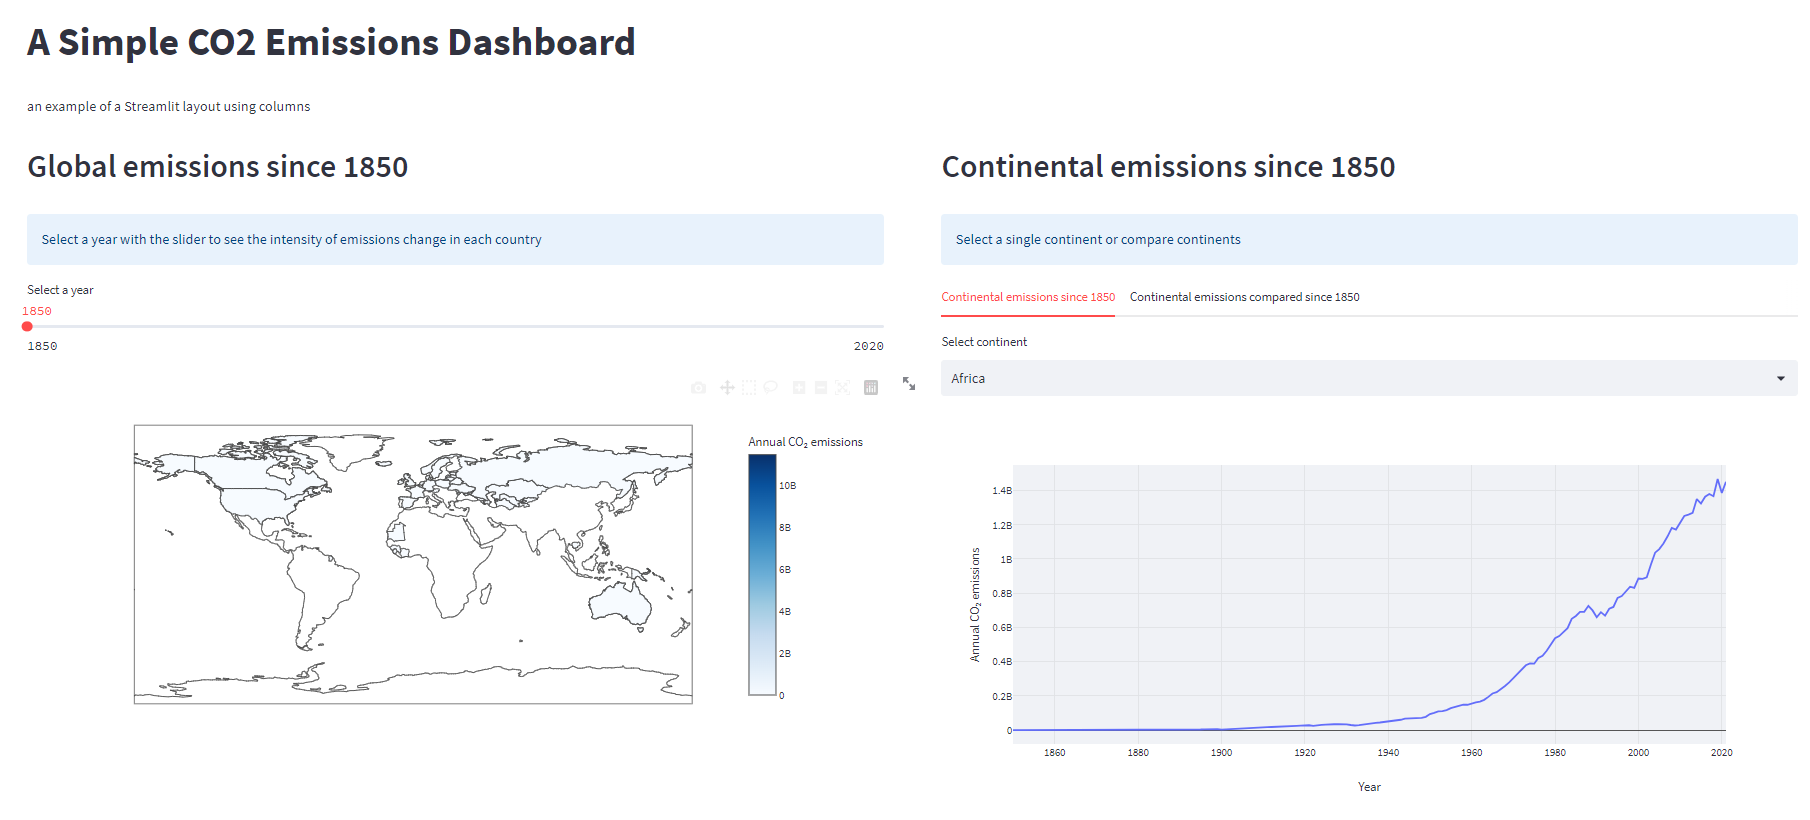 A Simple CO2 Emissions Dashboard
an example of a Streamlit layout using columns
Global emissions since 1850
Select a year with the slider to see the intensity of emissions change in each country
Select a year
1850
1850 2020
Annual CO₂ emissions
10B
8B
6B
4B
2B
0
Continental emissions since 1850
Select a single continent or compare continents
Continental emissions since 1850 Continental emissions compared since 1850
Select continent
Africa
Annual CO₂ emissions
1.4B
1.2B
1B
0.8B
0.6B
0.4B
0.2B
0
1860 1880 1900 1920 1940 1960 1980 2000 2020
Year